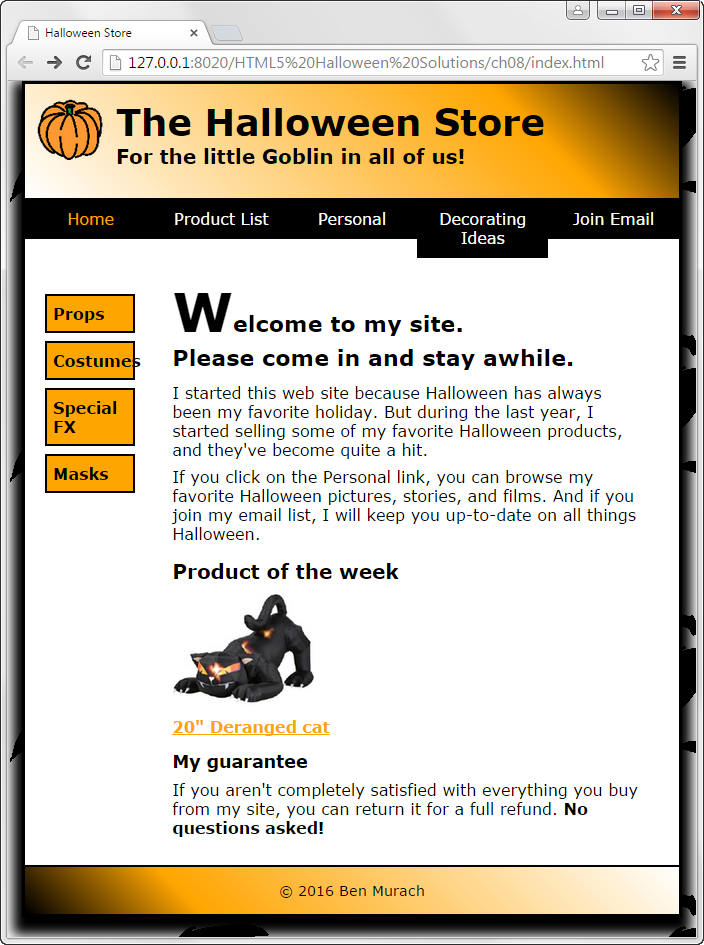 Halloween Store
127.0.0.1:8020/HTML5%20Halloween%20Solutions/ch08/index.html
The Halloween Store
For the little Goblin in all of us!
Home
Product List
Personal
Decorating
Ideas
Join Email
Props
Costumes
Special
FX
Masks
Welcome to my site.
Please come in and stay awhile.
I started this web site because Halloween has always
been my favorite holiday. But during the last year, I
started selling some of my favorite Halloween products,
and they've become quite a hit.
If you click on the Personal link, you can browse my
favorite Halloween pictures, stories, and films. And if you
join my email list, I will keep you up-to-date on all things
Halloween.
Product of the week
20" Deranged cat
My guarantee
If you aren't completely satisfied with everything you buy
from my site, you can return it for a full refund. No
questions asked!
© 2016 Ben Murach